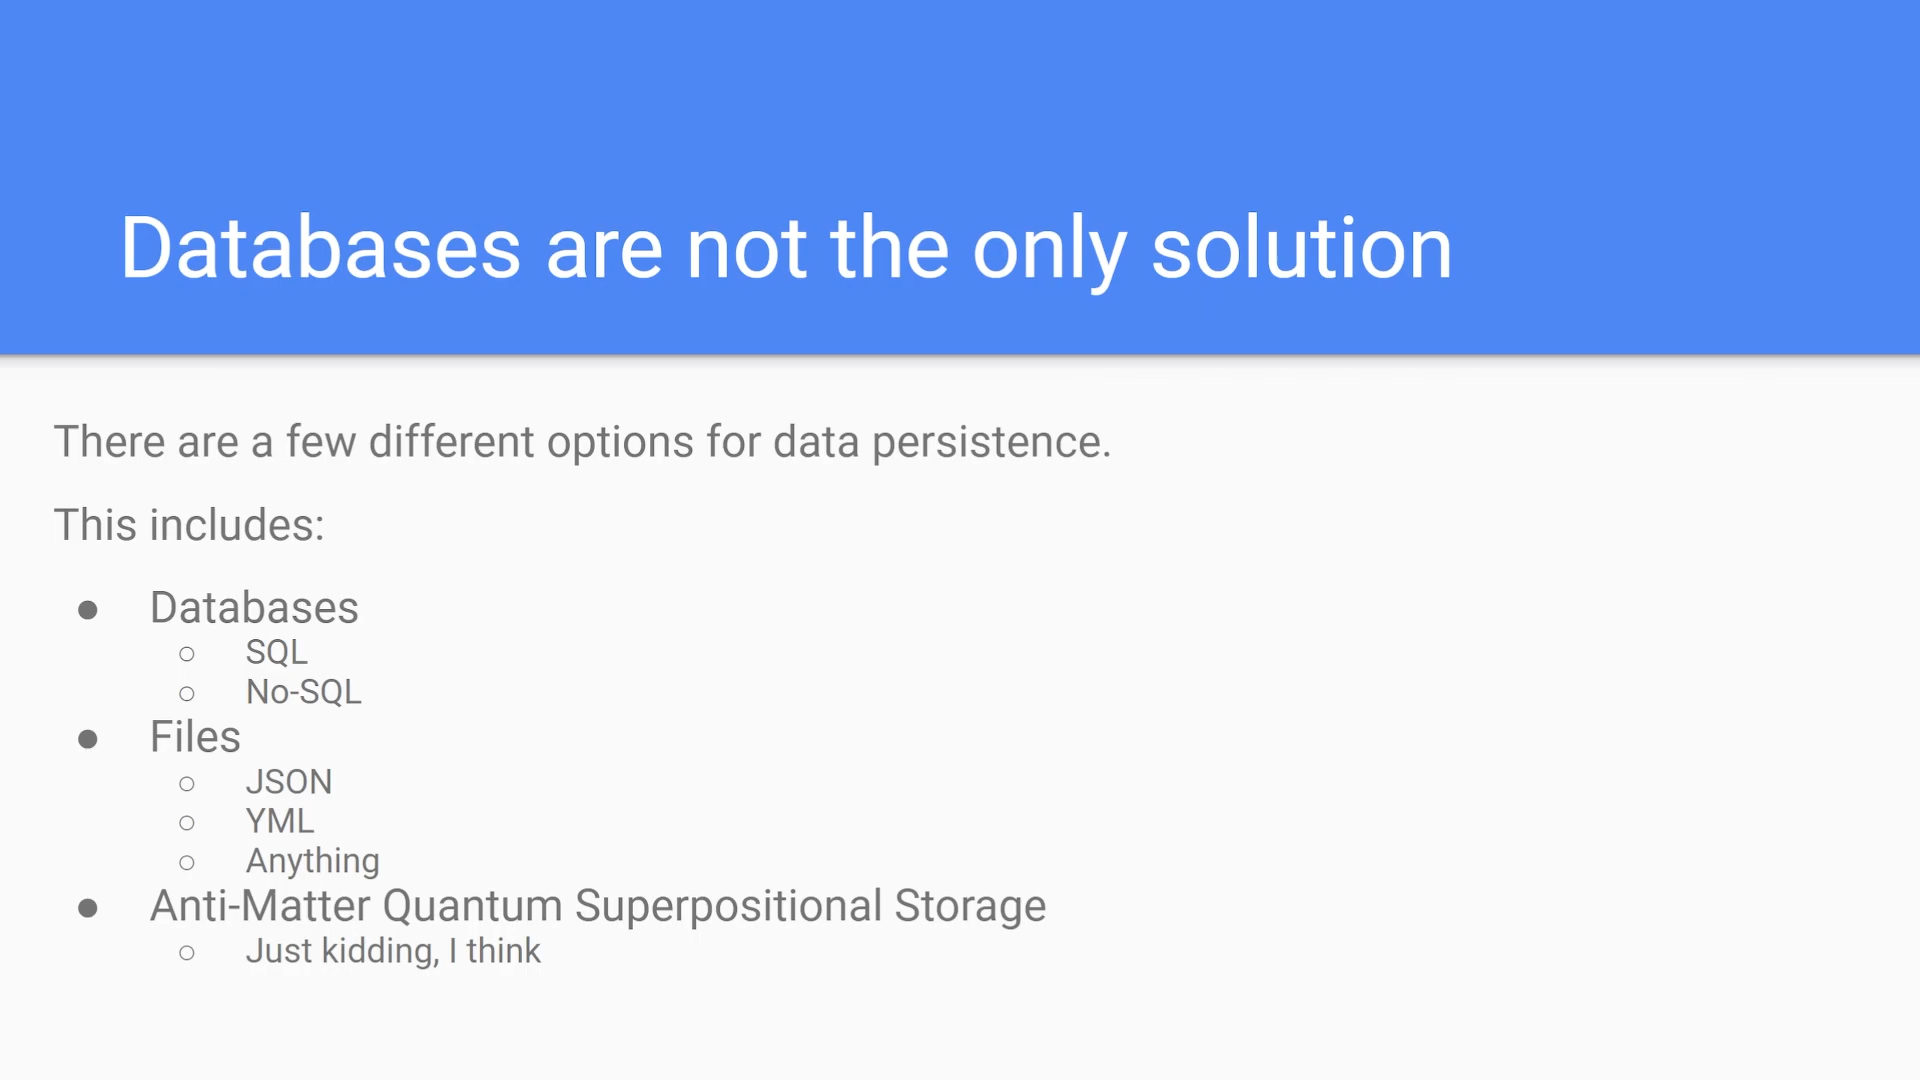 Databases are not the only solution
There are a few different options for data persistence.
This includes:
● Databases
○ SQL
○ No-SQL
● Files
○ JSON
○ YML
○ Anything
● Anti-Matter Quantum Superpositional Storage
○ Just kidding, I think